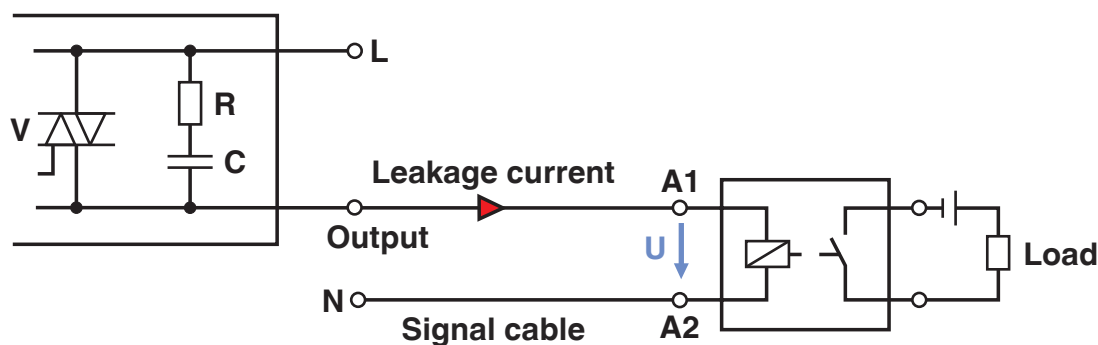 L
R
V
C
Leakage current
A1
Output
U
Load
N
Signal cable
A2